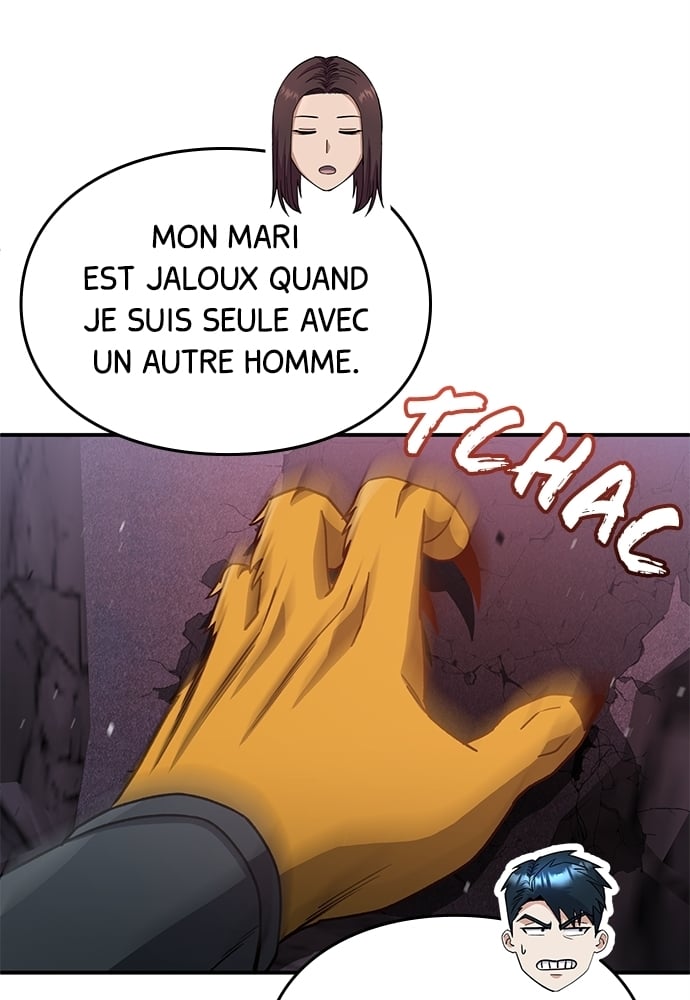 MON MARI
EST JALOUX QUAND
JE SUIS SEULE AVEC
UN AUTRE HOMME.
TCHAC